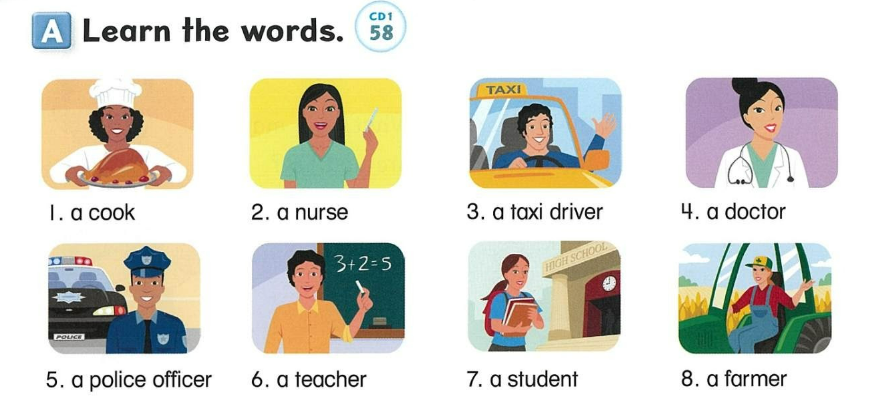 A Learn the words. CD1 58
TAXI
1. a cook
2. a nurse
3. a taxi driver
4. a doctor
3+2=5
HIGH SCHOOL
POLICE
5. a police officer
6. a teacher
7. a student
8. a farmer